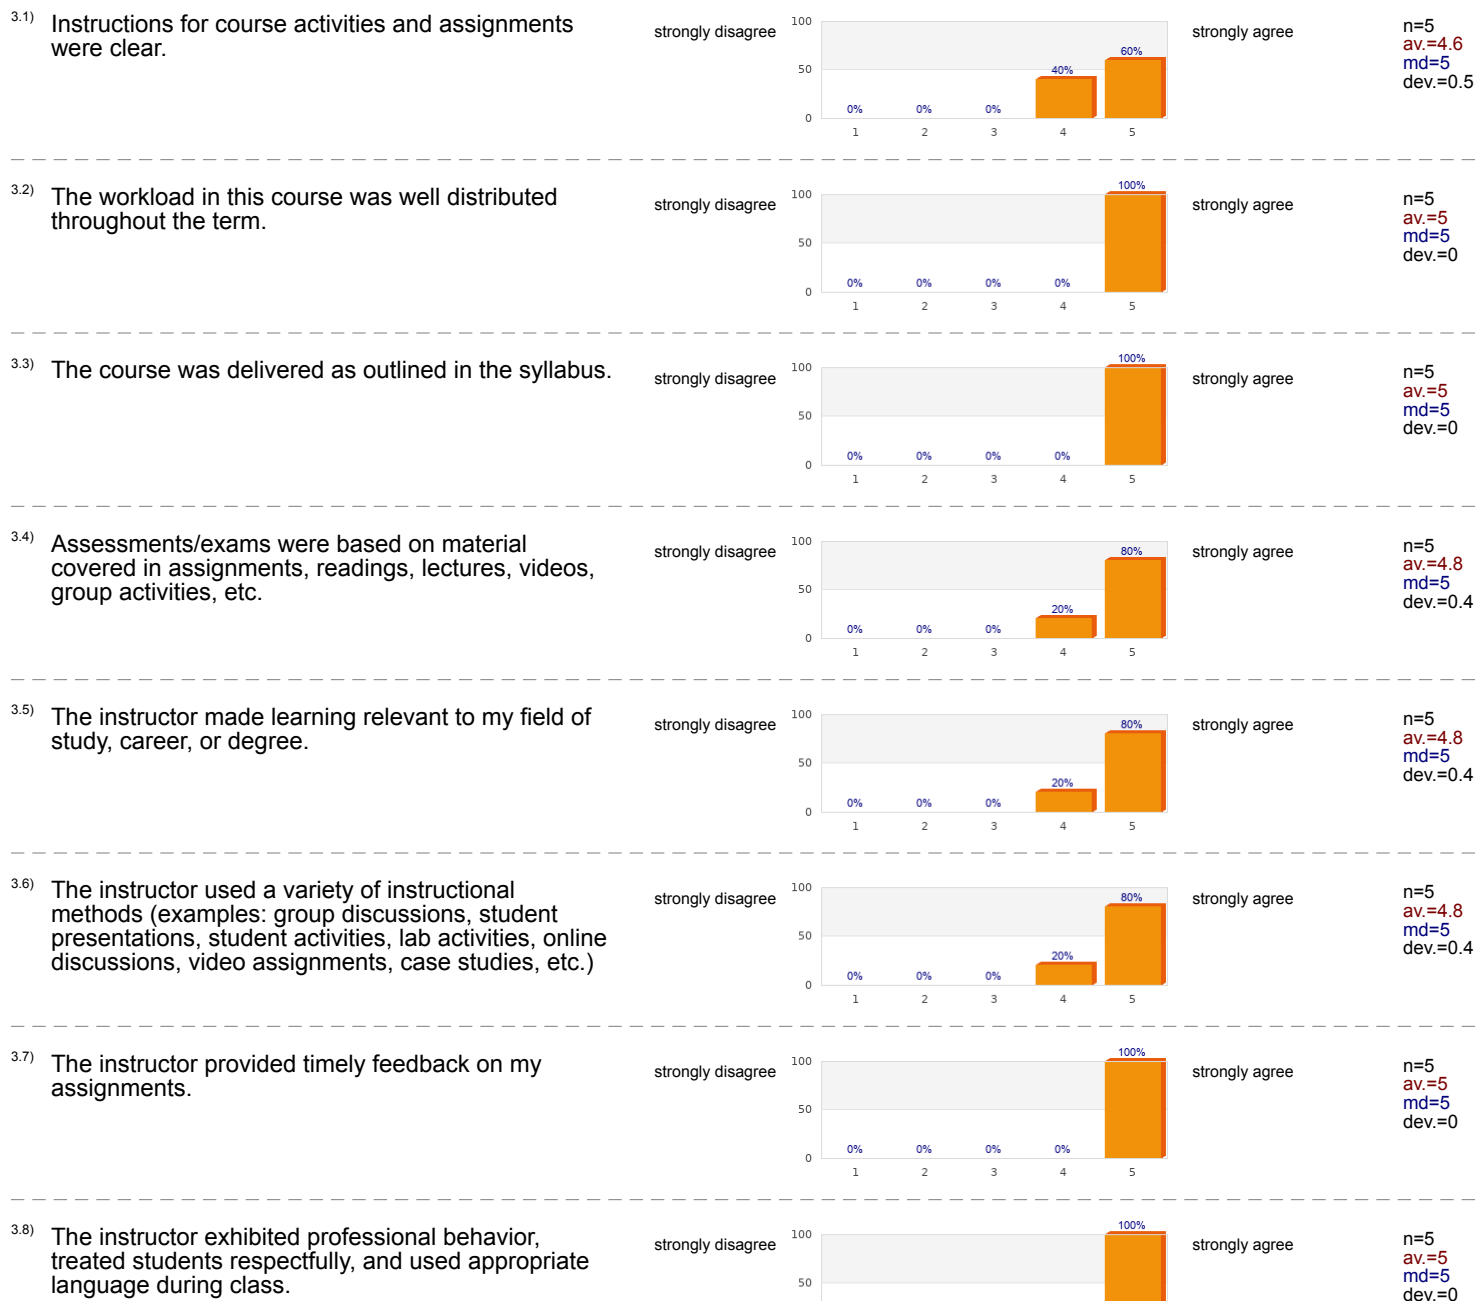 3.1) Instructions for course activities and assignments
were clear.
strongly disagree
100
50
0
0%
0%
0%
40%
60%
1
2
3
4
5
strongly agree
n=5
av.=4.6
md=5
dev.=0.5
3.2) The workload in this course was well distributed
throughout the term.
strongly disagree
100
50
0
0%
0%
0%
0%
100%
1
2
3
4
5
strongly agree
n=5
av.=5
md=5
dev.=0
3.3) The course was delivered as outlined in the syllabus.
strongly disagree
100
50
0
0%
0%
0%
0%
100%
1
2
3
4
5
strongly agree
n=5
av.=5
md=5
dev.=0
3.4) Assessments/exams were based on material
covered in assignments, readings, lectures, videos,
group activities, etc.
strongly disagree
100
50
0
0%
0%
0%
20%
80%
1
2
3
4
5
strongly agree
n=5
av.=4.8
md=5
dev.=0.4
3.5) The instructor made learning relevant to my field of
study, career, or degree.
strongly disagree
100
50
0
0%
0%
0%
20%
80%
1
2
3
4
5
strongly agree
n=5
av.=4.8
md=5
dev.=0.4
3.6) The instructor used a variety of instructional
methods (examples: group discussions, student
presentations, student activities, lab activities, online
discussions, video assignments, case studies, etc.)
strongly disagree
100
50
0
0%
0%
0%
20%
80%
1
2
3
4
5
strongly agree
n=5
av.=4.8
md=5
dev.=0.4
3.7) The instructor provided timely feedback on my
assignments.
strongly disagree
100
50
0
0%
0%
0%
0%
100%
1
2
3
4
5
strongly agree
n=5
av.=5
md=5
dev.=0
3.8) The instructor exhibited professional behavior,
treated students respectfully, and used appropriate
language during class.
strongly disagree
100
50
100%
strongly agree
n=5
av.=5
md=5
dev.=0